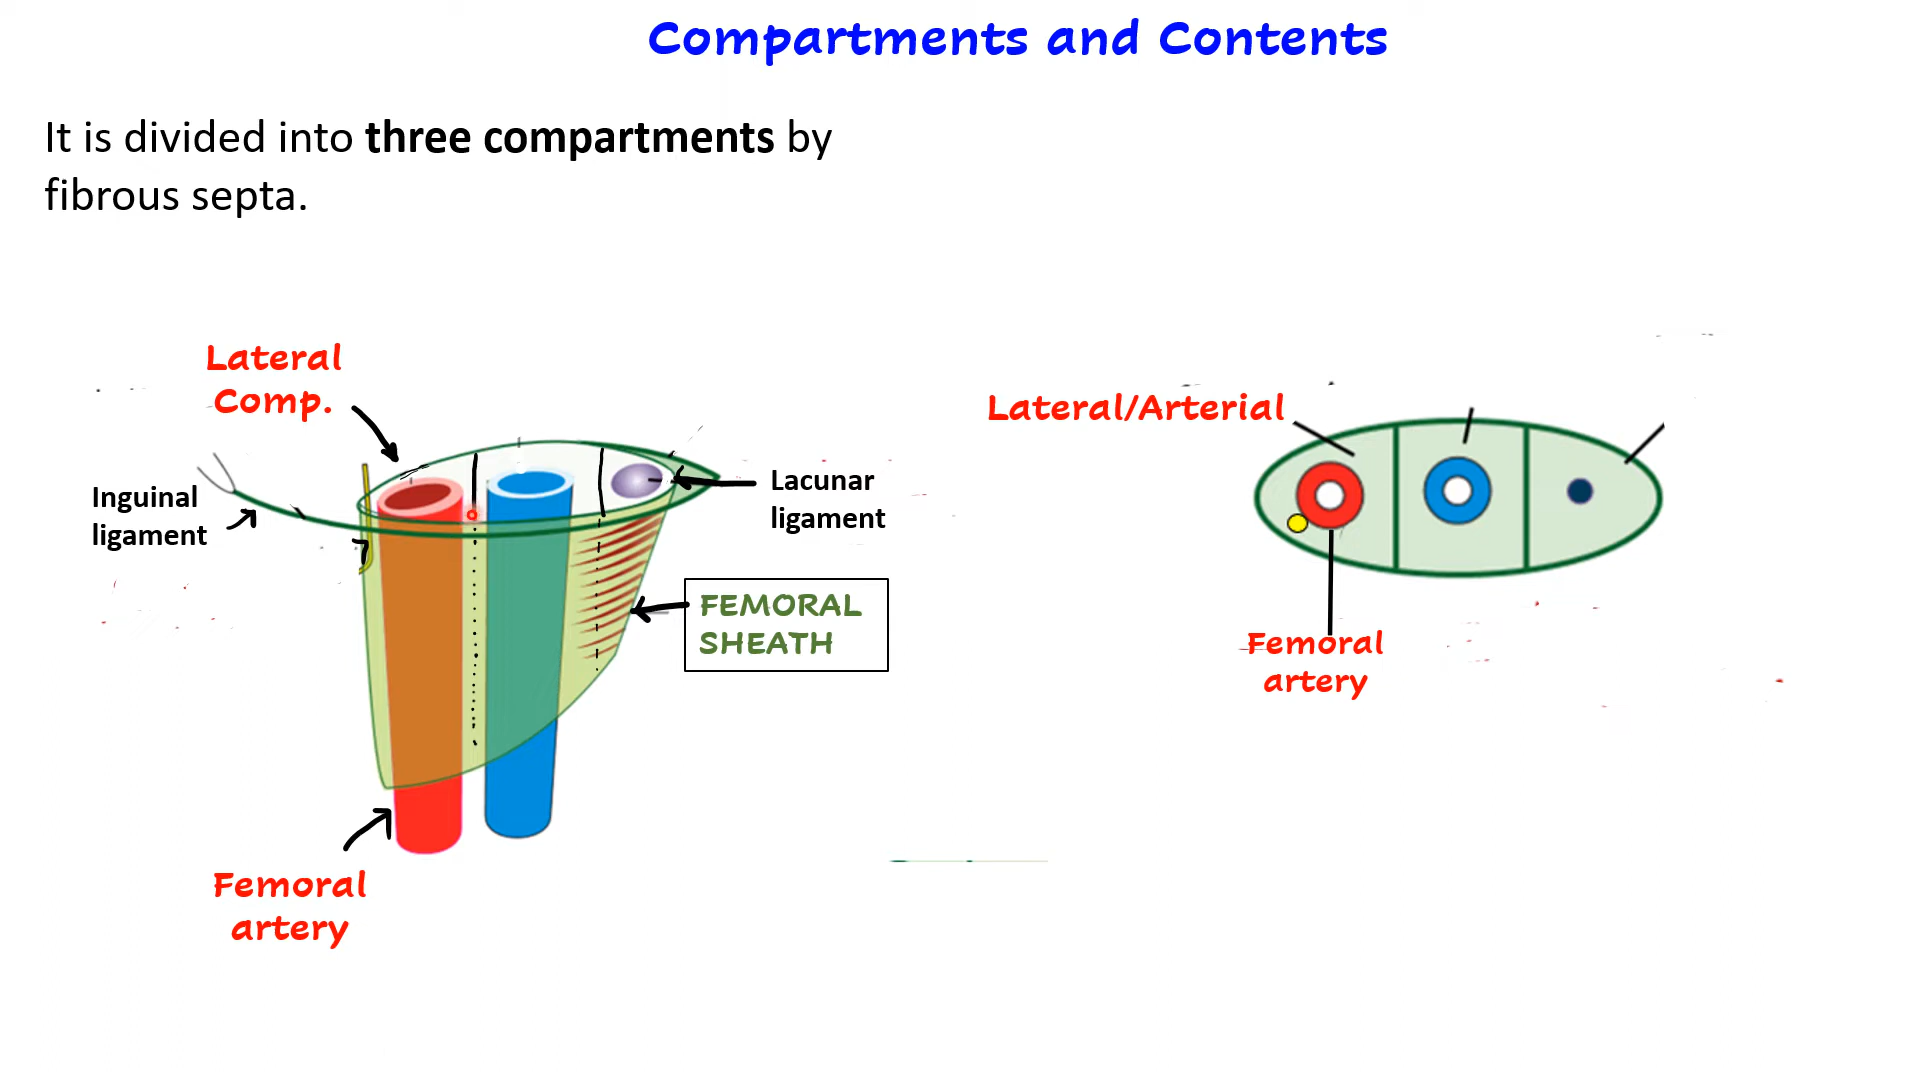 Compartments and Contents
It is divided into three compartments by
fibrous septa.
Lateral
Comp.
Inguinal
ligament
Lacunar
ligament
FEMORAL
SHEATH
Femoral
artery
Lateral/Arterial
Femoral
artery